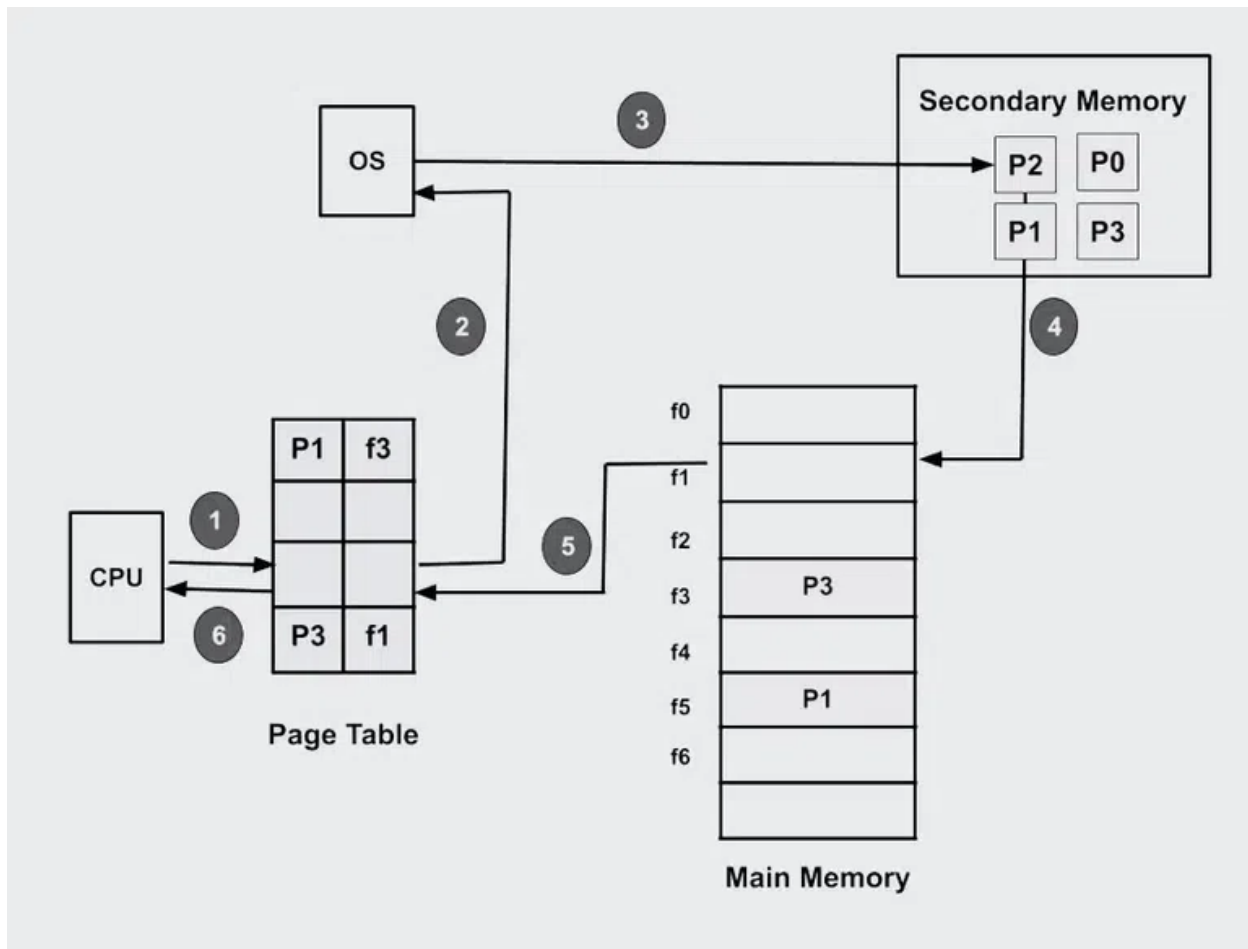 Secondary Memory
3
OS
P2 P0
P1 P3
2
4
f0
P1 f3
f1
1
5
f2
CPU
P3
f3
6
P3 f1
f4
P1
f5
Page Table
f6
Main Memory